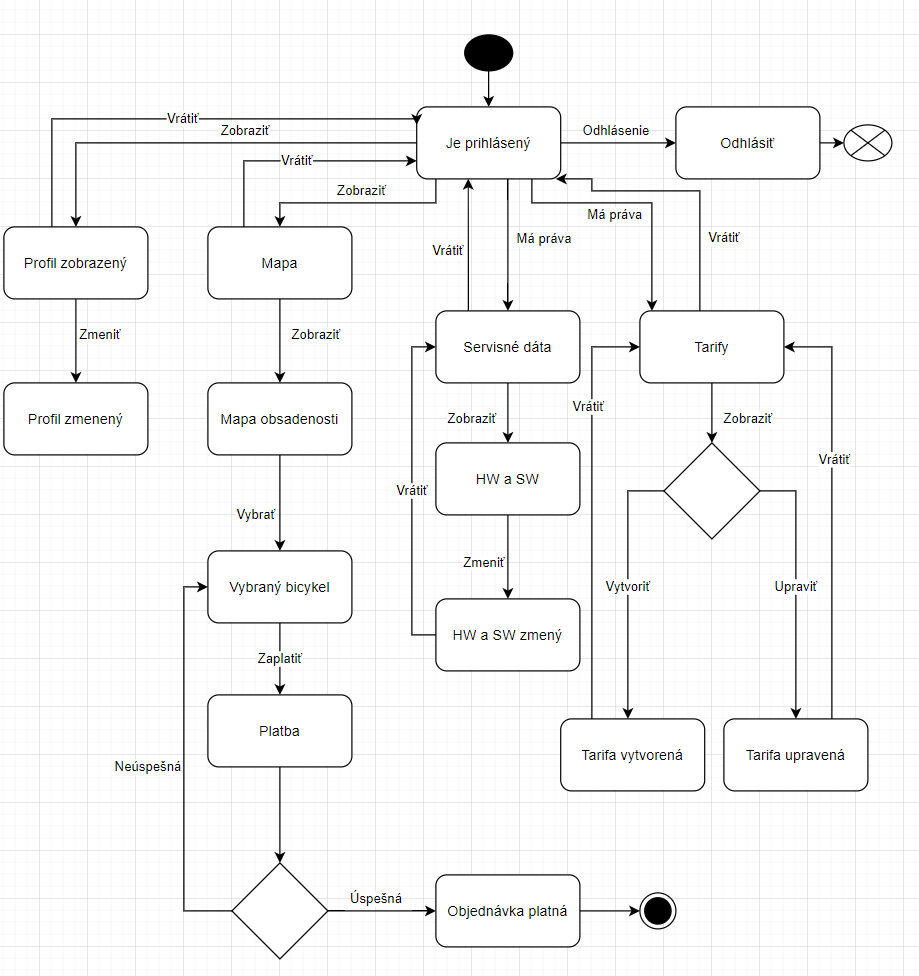 Vrátiť
Zobraziť
Je prihlásený
Odhlásenie
Odhlásiť
Vrátiť
Zobraziť
Má práva
Má práva
Vrátiť
Vrátiť
Profil zobrazený
Mapa
Zmeniť
Zobraziť
Servisné dáta
Tarify
Vrátiť
Profil zmenený
Mapa obsadenosti
Zobraziť
Zobraziť
Vrátiť
HW a SW
Vrátiť
Vybrať
Zmeniť
Vybraný bicykel
Vytvoriť
Upraviť
HW a SW zmený
Zaplatiť
Platba
Tarifa vytvorená
Tarifa upravená
Neúspešná
Úspešná
Objednávka platná